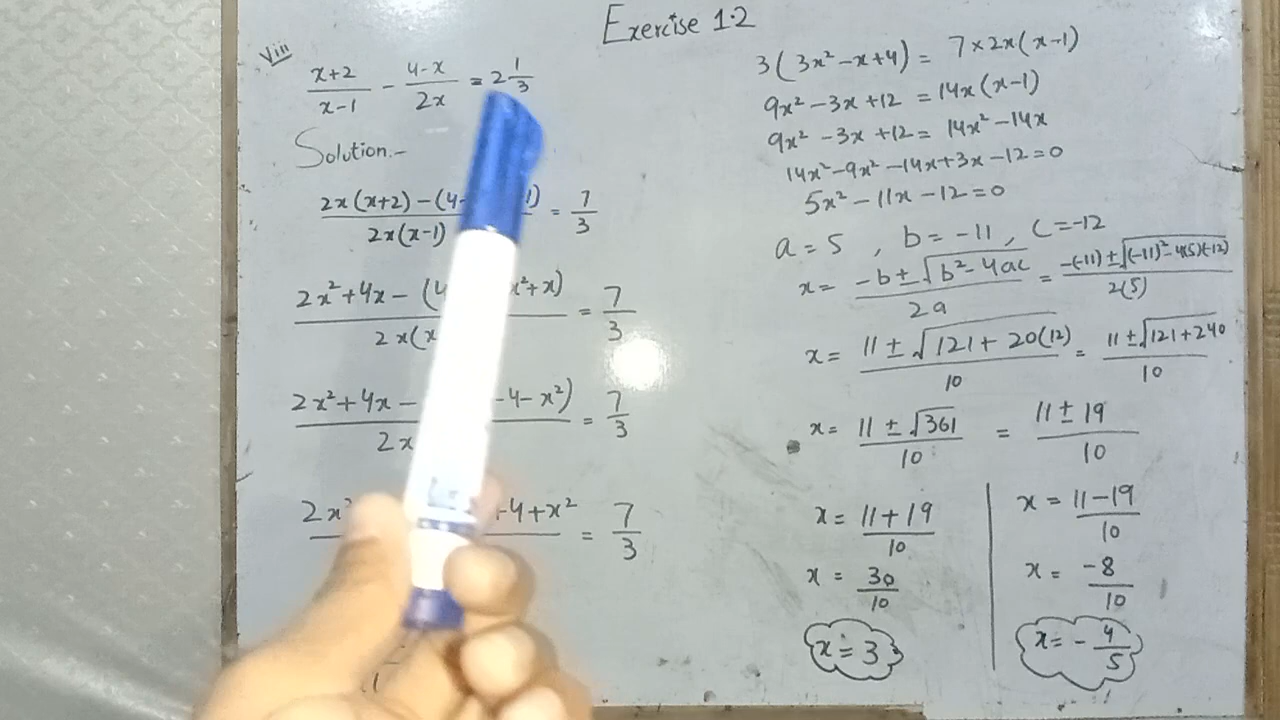 Exercise 1.2
viii
x+2/x-1 - 4-x/2x = 2 1/3
Solution:-
2x(x+2)-(4- 1)/2x(x-1) = 7/3
2x²+4x-(4 x²+x)/2x(x = 7/3
2x²+4x- -4-x²)/2x = 7/3
2x² -4+x² = 7/3
3(3x²-x+4) = 7×2x(x-1)
9x²-3x+12 = 14x(x-1)
9x²-3x+12 = 14x²-14x
14x²-9x²-14x+3x-12=0
5x²-11x-12=0
a=5, b=-11, c=-12
x = -b±√b²-4ac/2a = -(-11)±√(-11)²-4(5)(-12)/2(5)
x = 11±√121+20(12)/10 = 11±√121+240/10
x = 11±√361/10 = 11±19/10
x = 11+19/10
x = 30/10
x = 3
x = 11-19/10
x = -8/10
x = -4/5